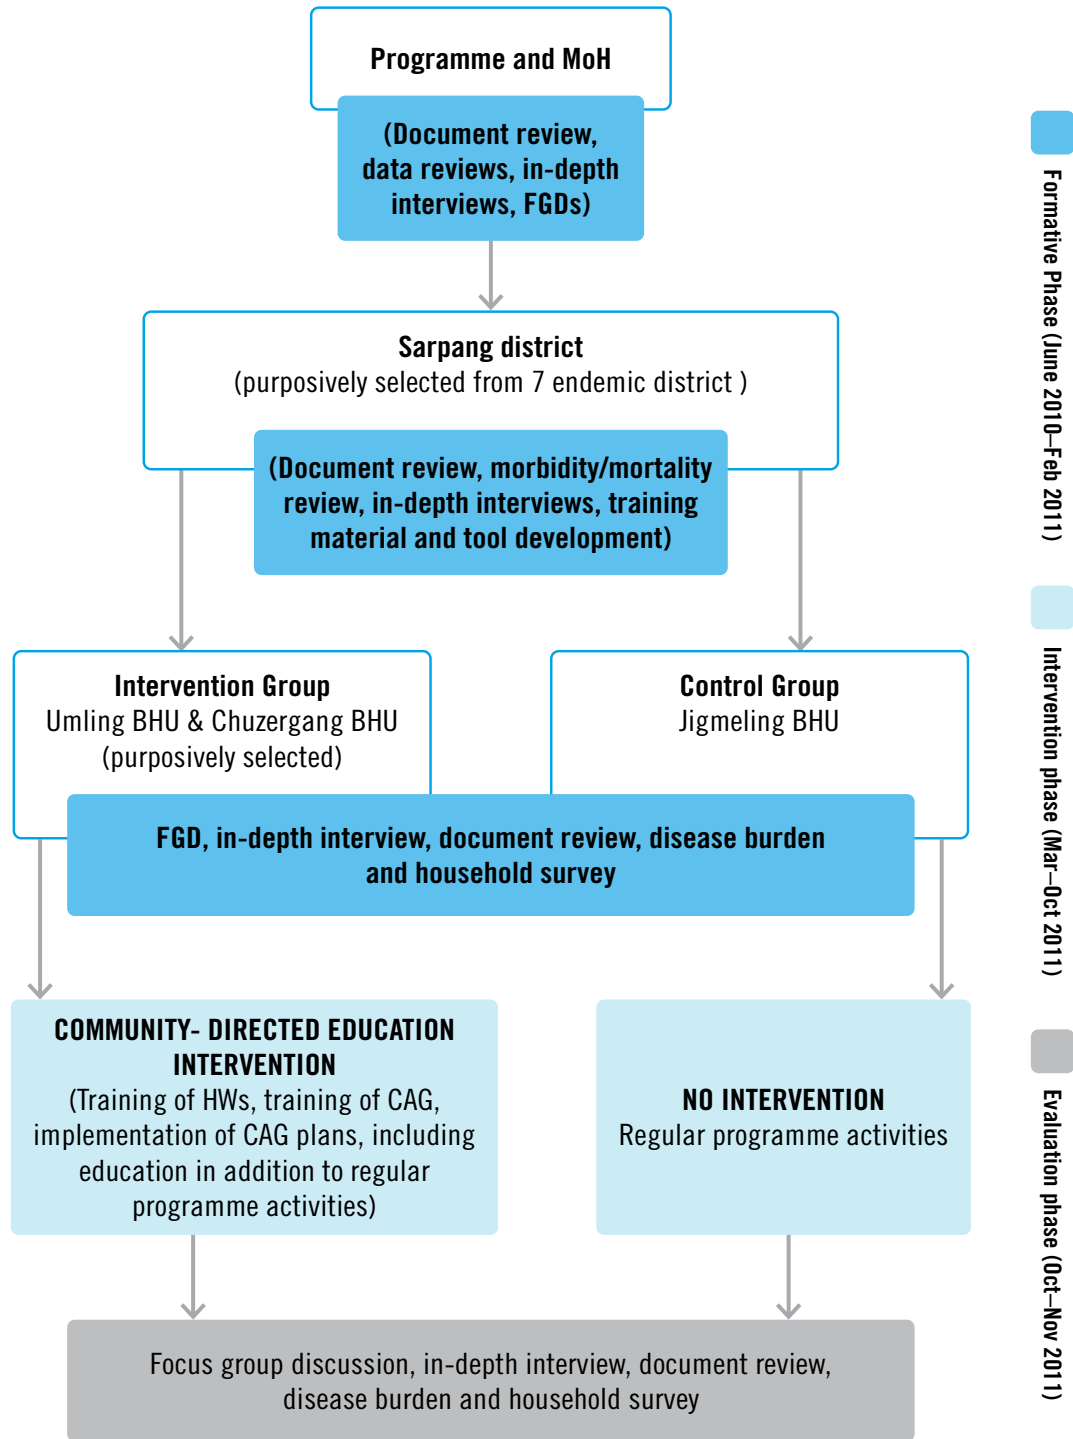 Programme and MoH
(Document review,
data reviews, in-depth
interviews, FGDs)
Sarpang district
(purposively selected from 7 endemic district )
(Document review, morbidity/mortality
review, in-depth interviews, training
material and tool development)
Intervention Group
Umling BHU & Chuzergang BHU
(purposively selected)
Control Group
Jigmeling BHU
FGD, in-depth interview, document review, disease burden
and household survey
COMMUNITY- DIRECTED EDUCATION
INTERVENTION
(Training of HWs, training of CAG,
implementation of CAG plans, including
education in addition to regular
programme activities)
NO INTERVENTION
Regular programme activities
Focus group discussion, in-depth interview, document review,
disease burden and household survey
Formative Phase (June 2010–Feb 2011)
Intervention phase (Mar–Oct 2011)
Evaluation phase (Oct–Nov 2011)